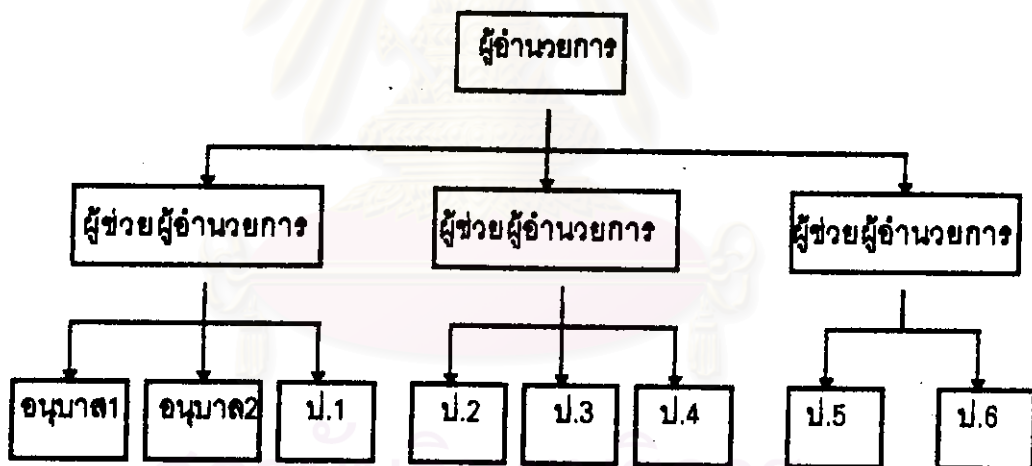 ผู้อำนวยการ
ผู้ช่วยผู้อำนวยการ ผู้ช่วยผู้อำนวยการ ผู้ช่วยผู้อำนวยการ
อนุบาล1 อนุบาล2 ป.1 ป.2 ป.3 ป.4 ป.5 ป.6